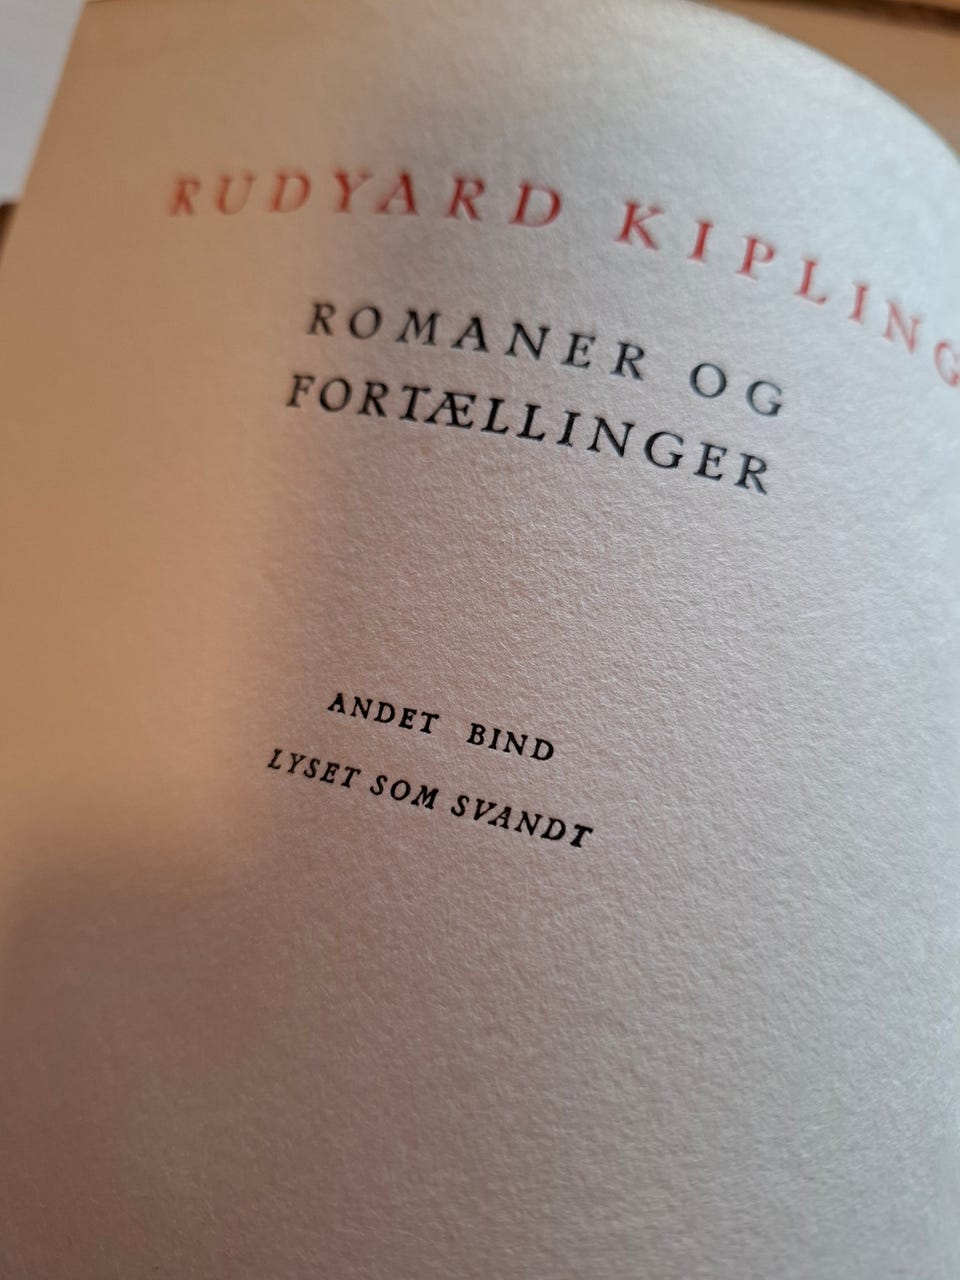 RUDYARD KIPLING
ROMANER OG
FORTÆLLINGER
ANDET BIND
LYSET SOM SVANDT